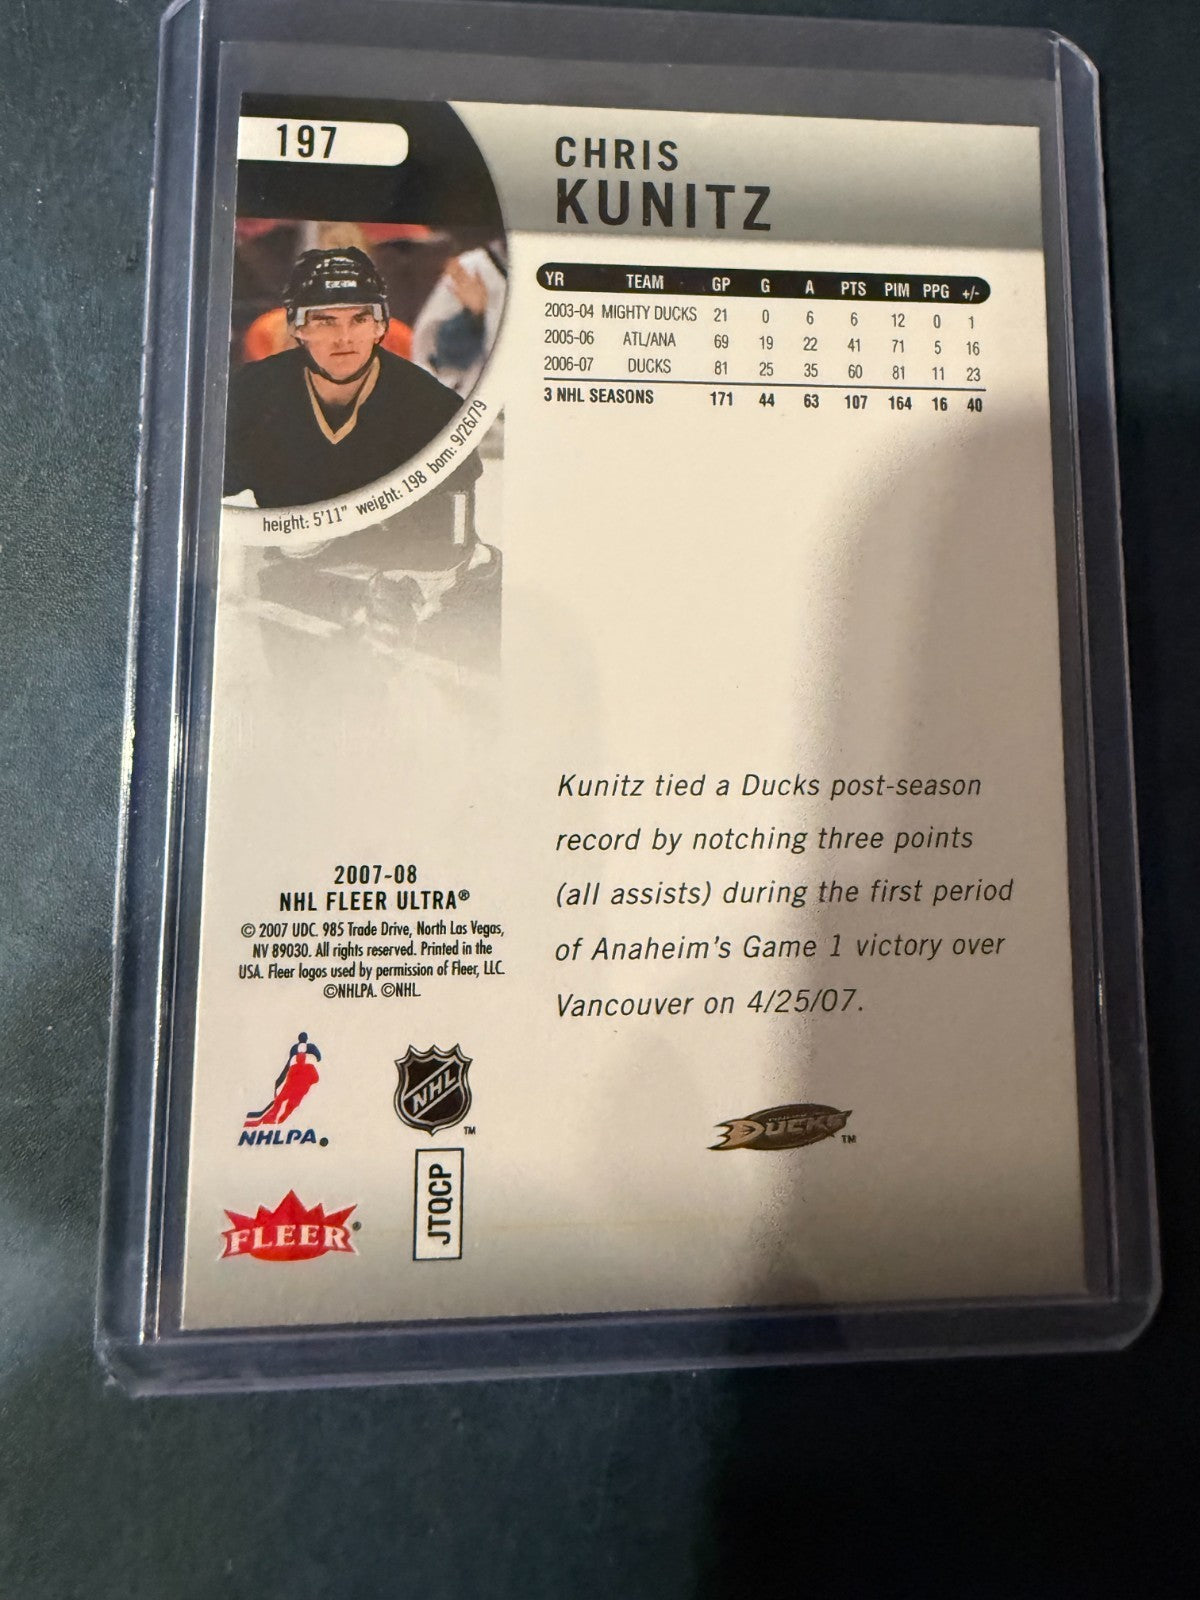 197
CHRIS
KUNITZ
YR TEAM GP G A PTS PIM PPG +/-
2003-04 MIGHTY DUCKS 21 0 6 6 12 0 1
2005-06 ATL/ANA 69 19 22 41 71 5 16
2006-07 DUCKS 81 25 35 60 81 11 23
3 NHL SEASONS 171 44 63 107 164 16 40
height: 5'11" weight: 198 born: 9/26/79
Kunitz tied a Ducks post-season
record by notching three points
(all assists) during the first period
of Anaheim's Game 1 victory over
Vancouver on 4/25/07.
2007-08
NHL FLEER ULTRA®
© 2007 UDC. 985 Trade Drive, North Las Vegas,
NV 89030. All rights reserved. Printed in the
USA. Fleer logos used by permission of Fleer, LLC.
©NHLPA. ©NHL.
NHLPA®
NHL™
DUCKS™
FLEER®
JTQCP